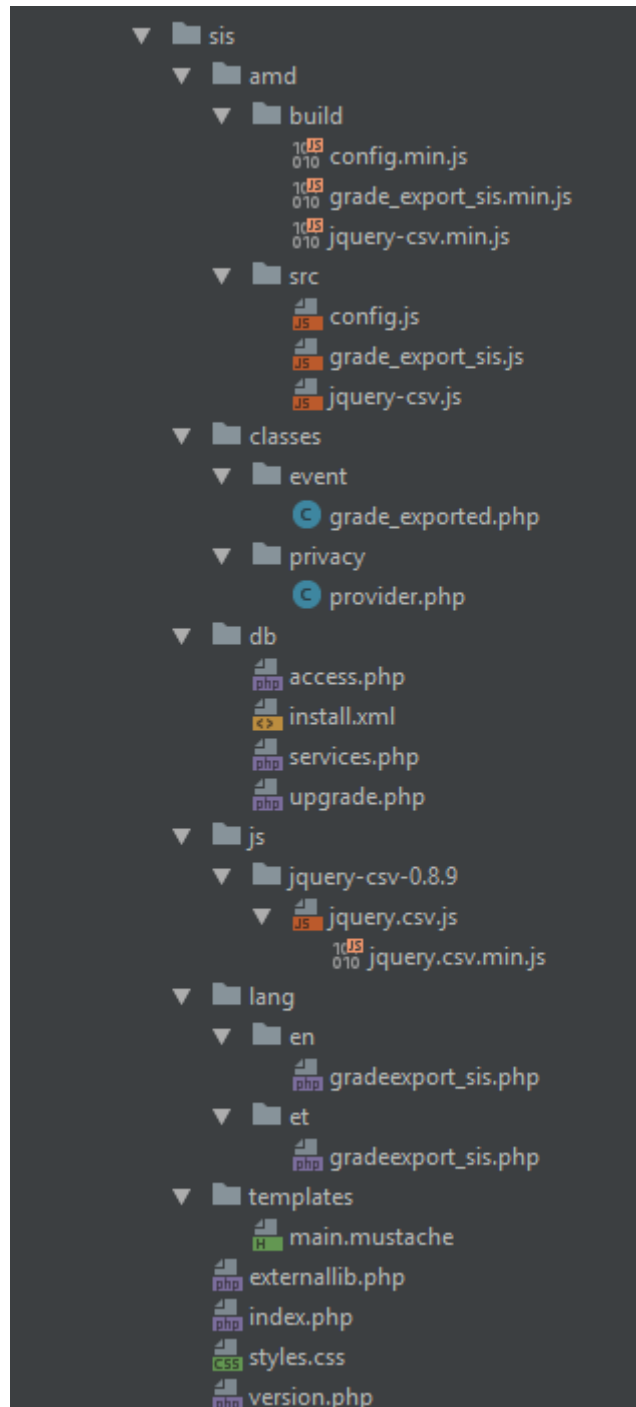 sis
amd
build
config.min.js
grade_export_sis.min.js
jquery-csv.min.js
src
config.js
grade_export_sis.js
jquery-csv.js
classes
event
grade_exported.php
privacy
provider.php
db
access.php
install.xml
services.php
upgrade.php
js
jquery-csv-0.8.9
jquery.csv.js
jquery.csv.min.js
lang
en
gradeexport_sis.php
et
gradeexport_sis.php
templates
main.mustache
externallib.php
index.php
styles.css
version.php